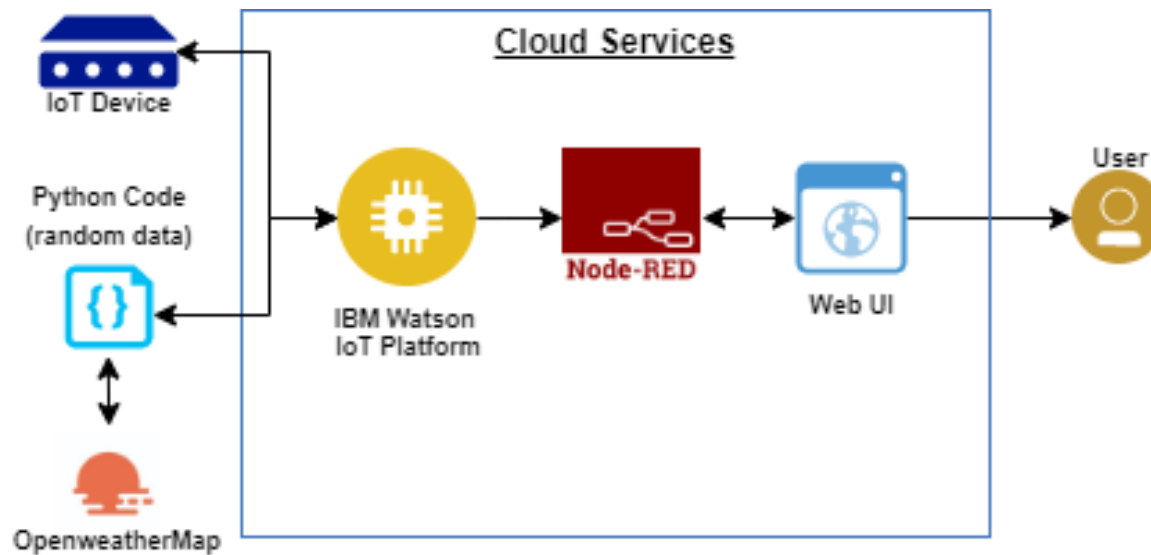 Cloud Services
IoT Device
Python Code
(random data)
{}
OpenweatherMap
IBM Watson
IoT Platform
Node-RED
Web UI
User